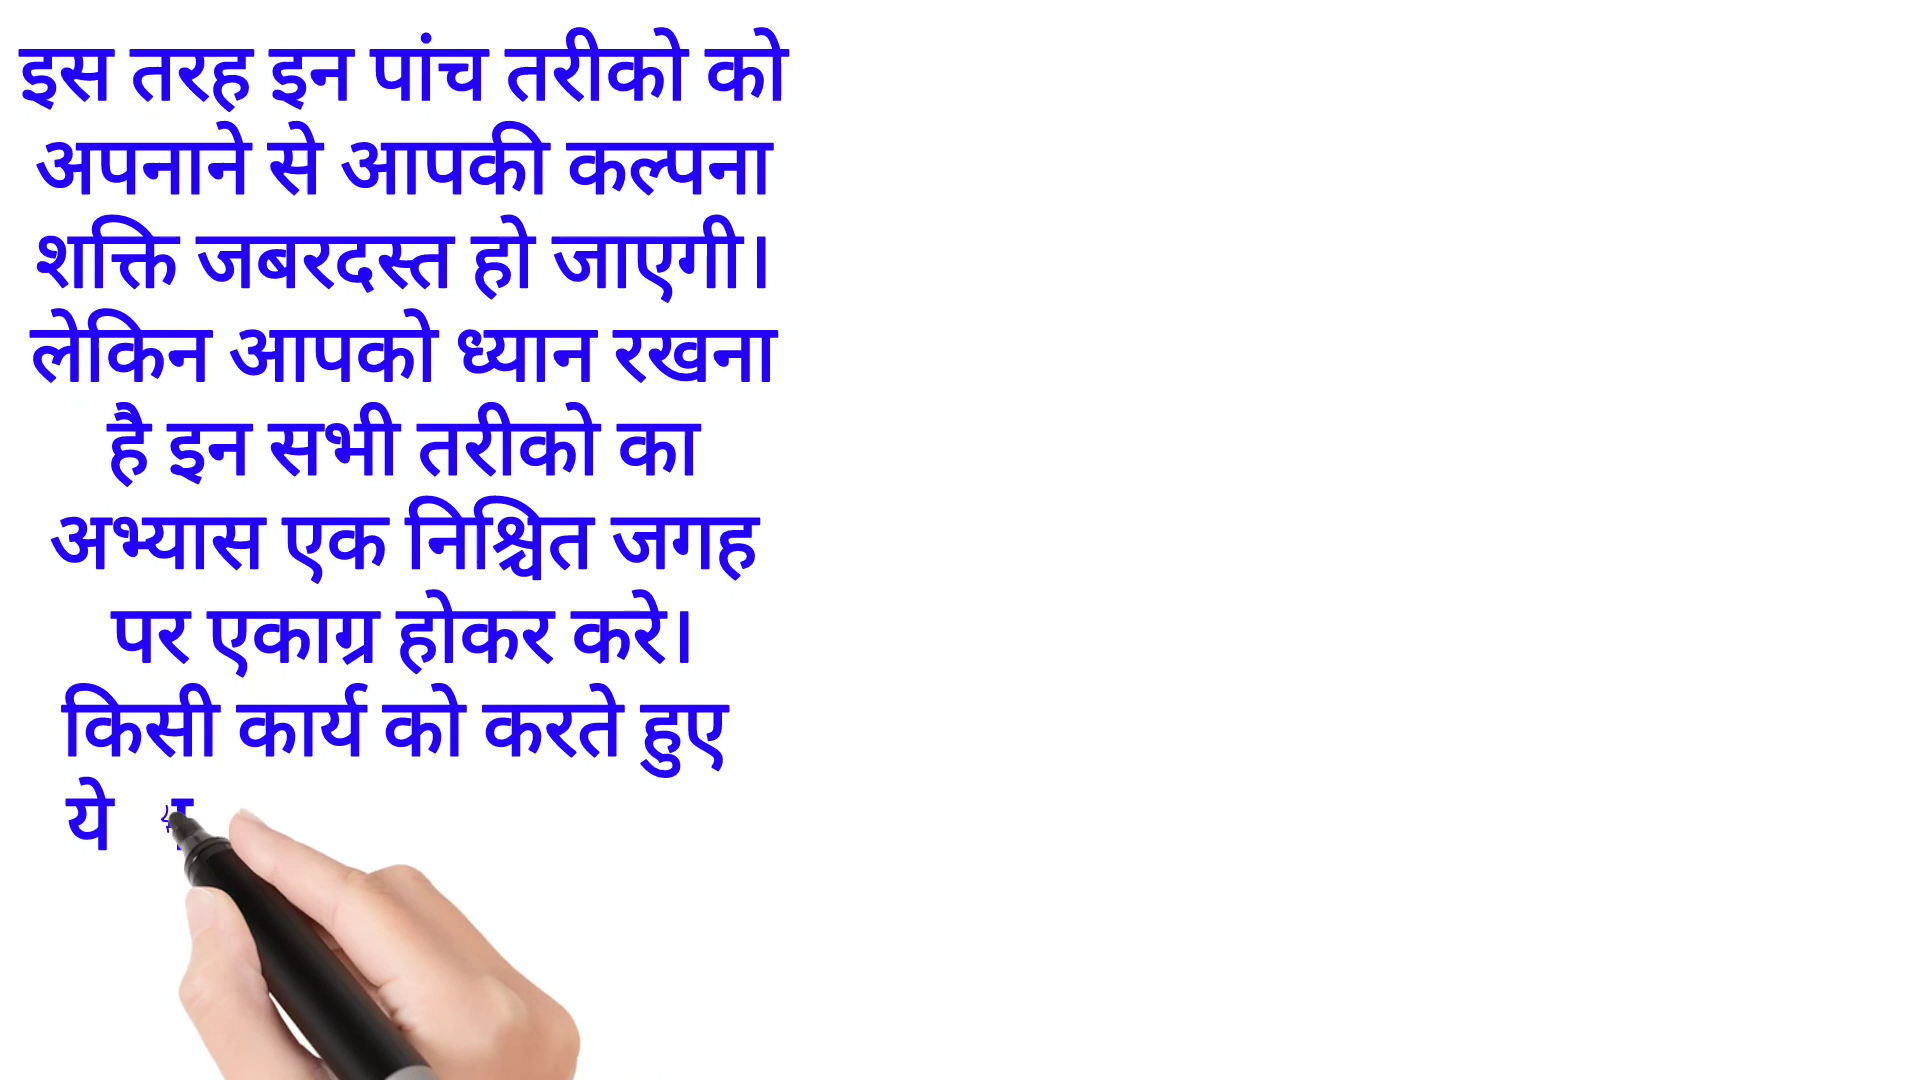 इस तरह इन पांच तरीको को
अपनाने से आपकी कल्पना
शक्ति जबरदस्त हो जाएगी।
लेकिन आपको ध्यान रखना
है इन सभी तरीको का
अभ्यास एक निश्चित जगह
पर एकाग्र होकर करे।
किसी कार्य को करते हुए
ये